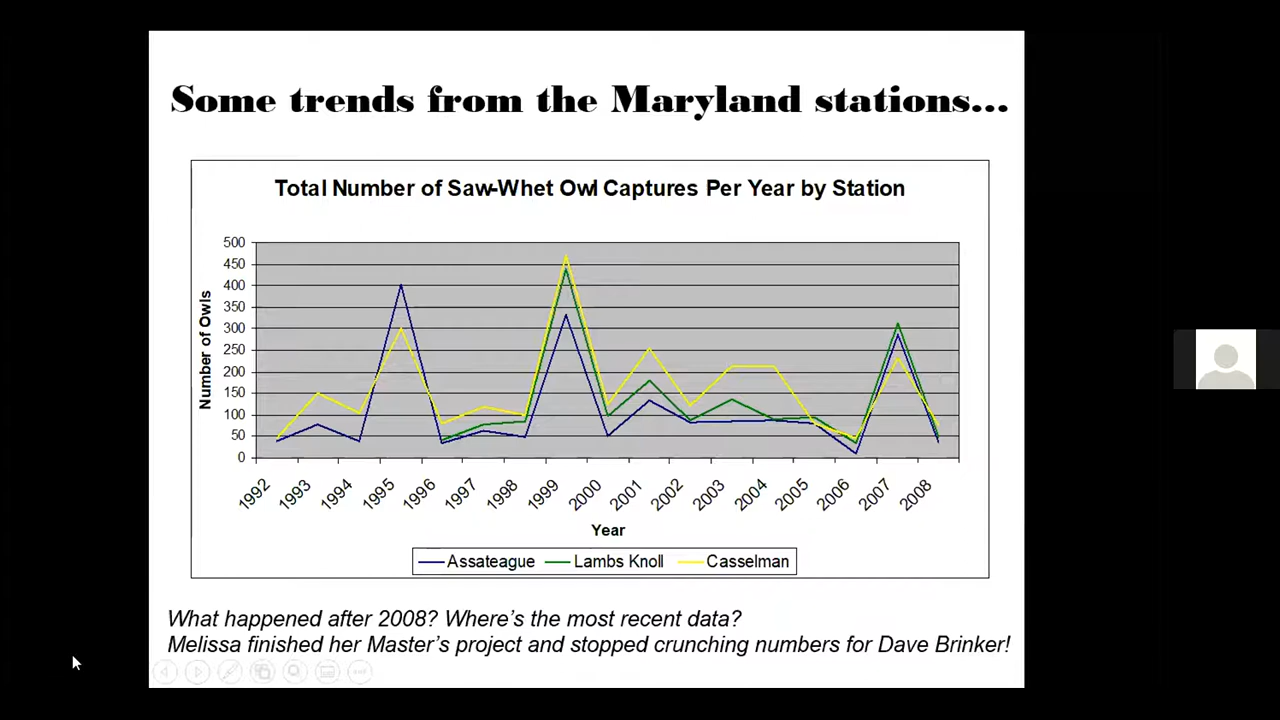 Some trends from the Maryland stations...
Total Number of Saw-Whet Owl Captures Per Year by Station
500
450
400
350
300
250
200
150
100
50
0
Number of Owls
1992 1993 1994 1995 1996 1997 1998 1999 2000 2001 2002 2003 2004 2005 2006 2007 2008
Year
Assateague Lambs Knoll Casselman
What happened after 2008? Where's the most recent data?
Melissa finished her Master's project and stopped crunching numbers for Dave Brinker!